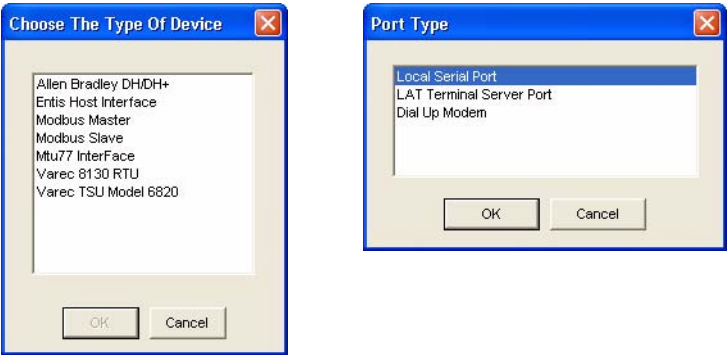 Choose The Type Of Device
Allen Bradley DH/DH+
Entis Host Interface
Modbus Master
Modbus Slave
Mtu77 InterFace
Varec 8130 RTU
Varec TSU Model 6820
OK Cancel
Port Type
Local Serial Port
LAT Terminal Server Port
Dial Up Modem
OK Cancel